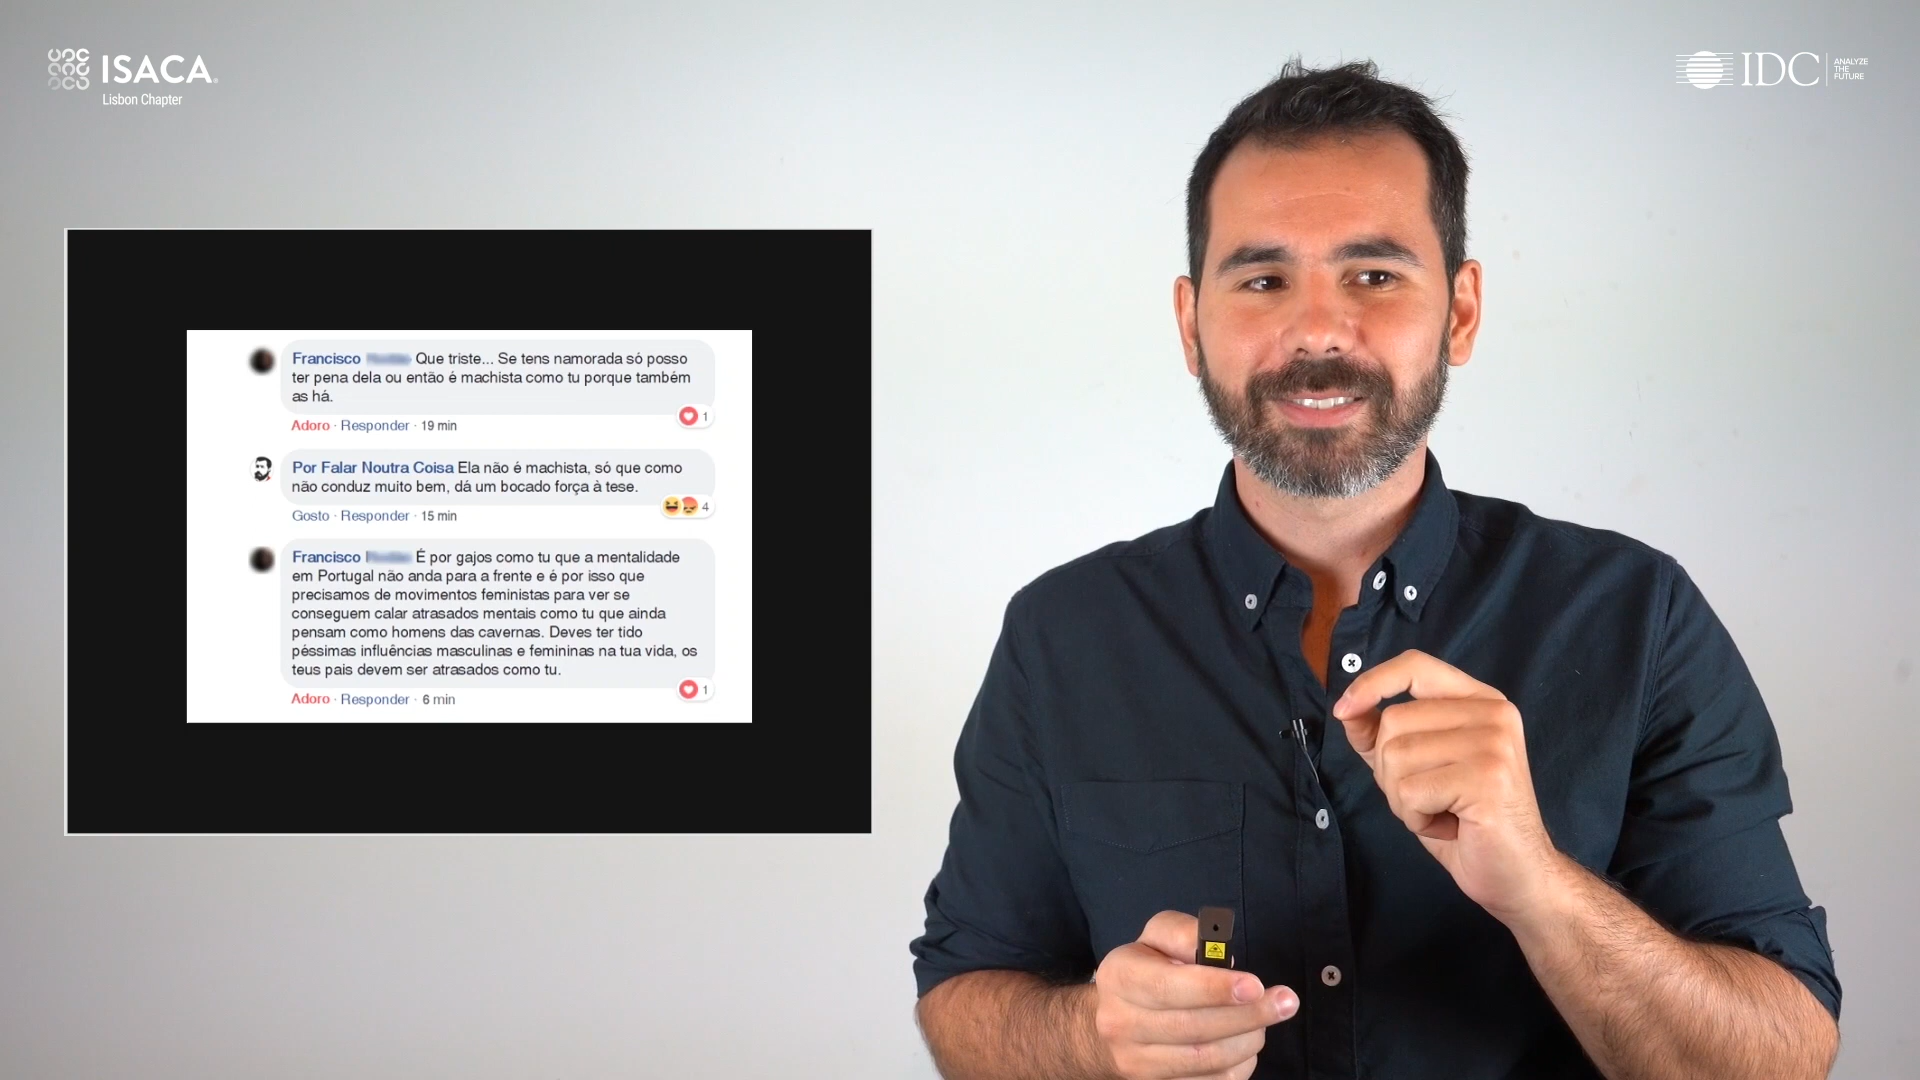 ISACA
Lisbon Chapter
IDC
ANALYZE
THE
FUTURE
Francisco Que triste... Se tens namorada só posso
ter pena dela ou então é machista como tu porque também
as há.
1
Adoro · Responder · 19 min
Por Falar Noutra Coisa Ela não é machista, só que como
não conduz muito bem, dá um bocado força à tese.
4
Gosto · Responder · 15 min
Francisco É por gajos como tu que a mentalidade
em Portugal não anda para a frente e é por isso que
precisamos de movimentos feministas para ver se
conseguem calar atrasados mentais como tu que ainda
pensam como homens das cavernas. Deves ter tido
péssimas influências masculinas e femininas na tua vida, os
teus pais devem ser atrasados como tu.
1
Adoro · Responder · 6 min